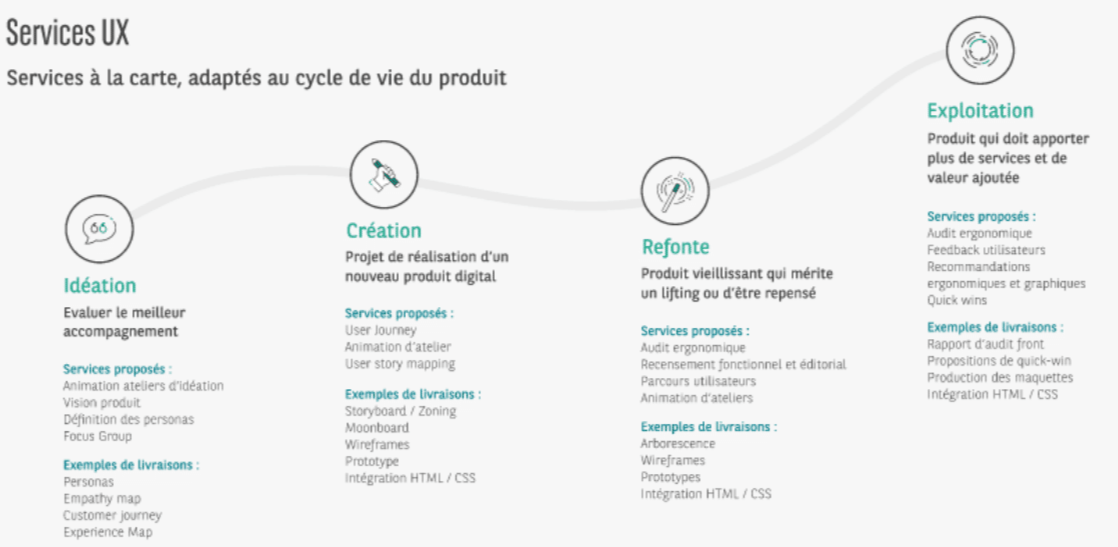 Services UX
Services à la carte, adaptés au cycle de vie du produit
Idéation
Evaluer le meilleur
accompagnement
Services proposés :
Animation ateliers d'idéation
Vision produit
Définition des personas
Focus Group
Exemples de livraisons :
Personas
Empathy map
Customer journey
Experience Map
Création
Projet de réalisation d'un
nouveau produit digital
Services proposés :
User Journey
Animation d'atelier
User story mapping
Exemples de livraisons :
Storyboard / Zoning
Moonboard
Wireframes
Prototype
Intégration HTML / CSS
Refonte
Produit vieillissant qui mérite
un lifting ou d'être repensé
Services proposés :
Audit ergonomique
Recensement fonctionnel et éditorial
Parcours utilisateurs
Animation d'ateliers
Exemples de livraisons :
Arborescence
Wireframes
Prototypes
Intégration HTML / CSS
Exploitation
Produit qui doit apporter
plus de services et de
valeur ajoutée
Services proposés :
Audit ergonomique
Feedback utilisateurs
Recommandations
ergonomiques et graphiques
Quick wins
Exemples de livraisons :
Rapport d'audit front
Propositions de quick-win
Production des maquettes
Intégration HTML / CSS